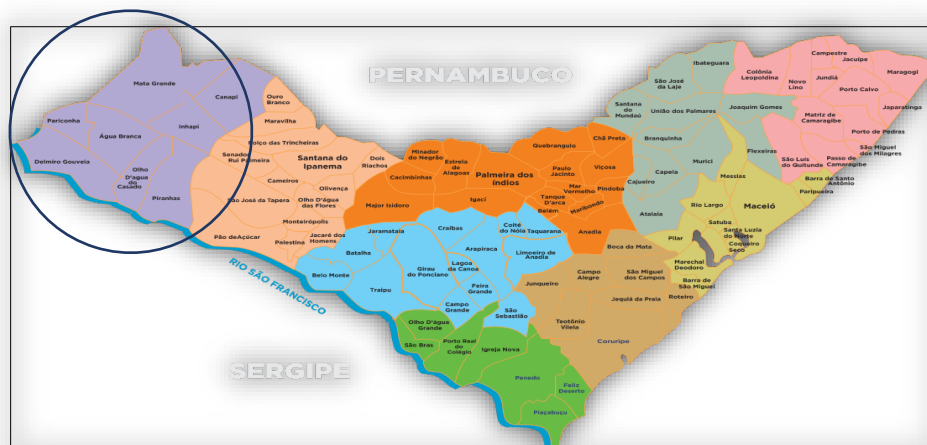 PERNAMBUCO
Mata Grande
Canapi
Pariconha
Água Branca
Inhapi
Delmiro Gouveia
Olho
D'agua do
Casado
Piranhas
Ouro
Branco
Maravilha
Poiço das Trincheiras
Senador
Rui Palmeira
Santana do
Ipanema
Dois
Riachos
Carneiros
Olivença
São José da Tapera
Olho D'água
das Flores
Monteirópolis
Pão deAçúcar
Palestina
Jacaré dos
Homens
Minador
do Negrão
Cacimbinhas
Estrela
de
Alagoas
Major Isidoro
Palmeira dos
Índios
Igaci
Quebrangulo
Paulo
Jacinto
Chã Preta
Viçosa
Mar
Vermelho
Pindoba
Tanque
D'arca
Belém
Maribondo
Anadia
Jaramataia
Batalha
Belo Monte
Traipu
Craíbas
Coité
do Nóia
Taquarana
Arapiraca
Limoeiro de
Anadia
Girau
do Ponciano
Lagoa
da Canoa
Feira
Grande
Campo
Grande
São
Sebastião
Olho D'água
Grande
São Bras
Porto Real
do
Colégio
Igreja Nova
Penedo
Feliz
Deserto
Piaçabuçu
Junqueiro
Campo
Alegre
Teotônio
Vilela
Boca da Mata
São Miguel
dos Campos
Jequiá da Praia
Roteiro
Coruripe
Ibateguara
São José
da Laje
Santana
do
Mundaú
União dos Palmares
Branquinha
Joaquim Gomes
Murici
Cajueiro
Capela
Atalaia
Colônia
Leopoldina
Novo
Lino
Campestre
Jacuípe
Jundiá
Maragogi
Porto Calvo
Japaratinga
Matriz de
Camaragibe
Porto de Pedras
São Miguel
dos Milagres
São Luis
do Quitunde
Passo de
Camaragibe
Flexeiras
Messias
Barra de Santo
Antônio
Paripueira
Rio Largo
Maceió
Satuba
Santa Luzia
do Norte
Coqueiro
Seco
Pilar
Marechal
Deodoro
Barra de
São Miguel
RIO SÃO FRANCISCO
SERGIPE